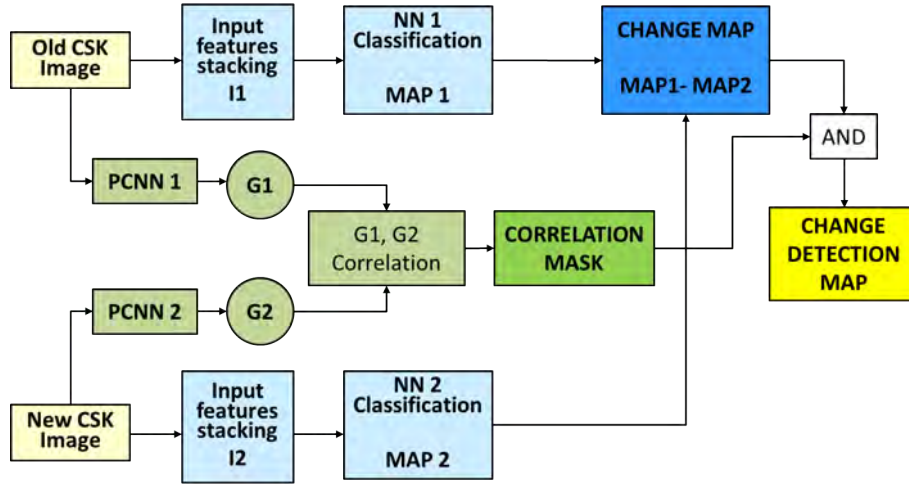 Old CSK
Image
Input
features
stacking
I1
NN 1
Classification
MAP 1
CHANGE MAP
MAP1- MAP2
AND
PCNN 1
G1
G1, G2
Correlation
CORRELATION
MASK
CHANGE
DETECTION
MAP
PCNN 2
G2
New CSK
Image
Input
features
stacking
I2
NN 2
Classification
MAP 2